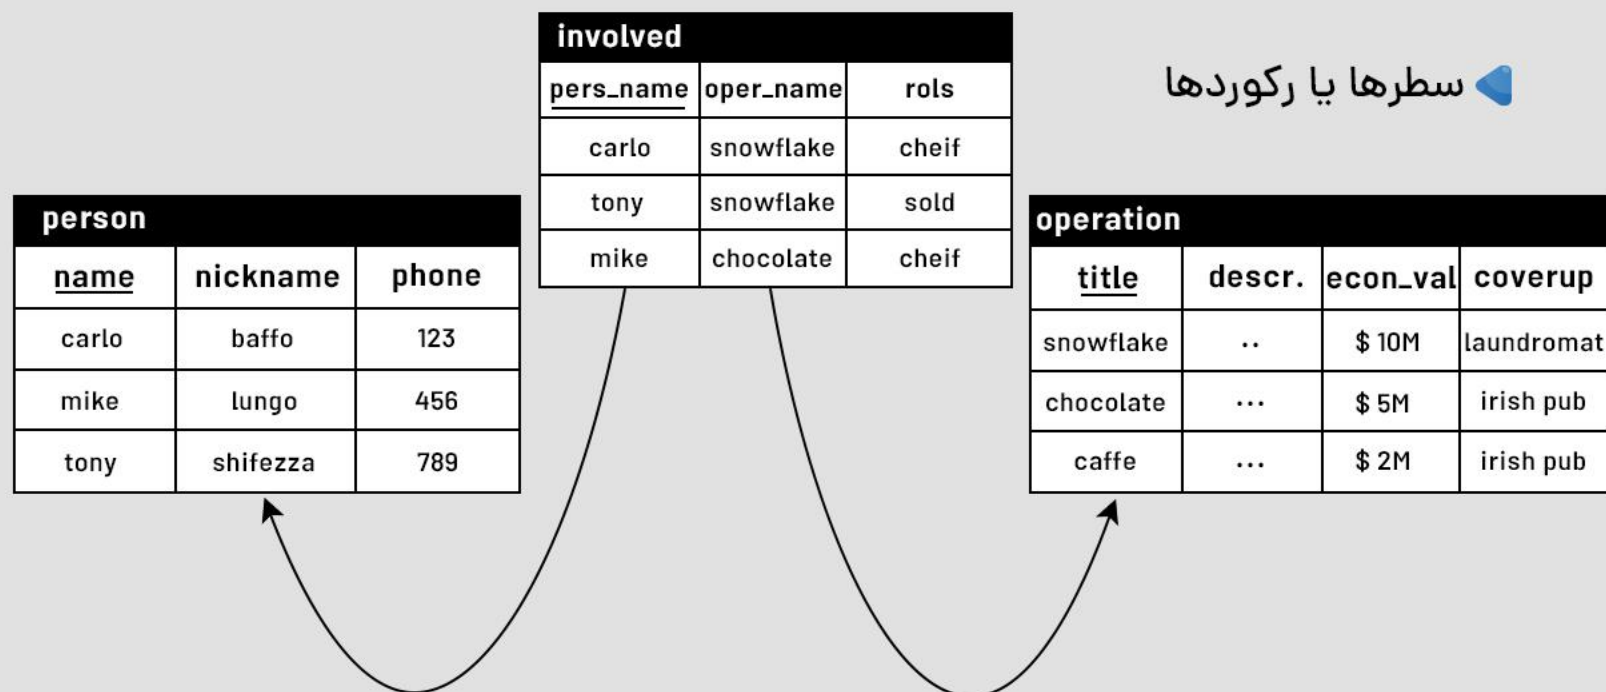 سطرها یا رکوردها
involved
pers_name oper_name rols
carlo snowflake cheif
tony snowflake sold
mike chocolate cheif
person
name nickname phone
carlo baffo 123
mike lungo 456
tony shifezza 789
operation
title descr. econ_val coverup
snowflake .. $ 10M laundromat
chocolate ... $ 5M irish pub
caffe ... $ 2M irish pub